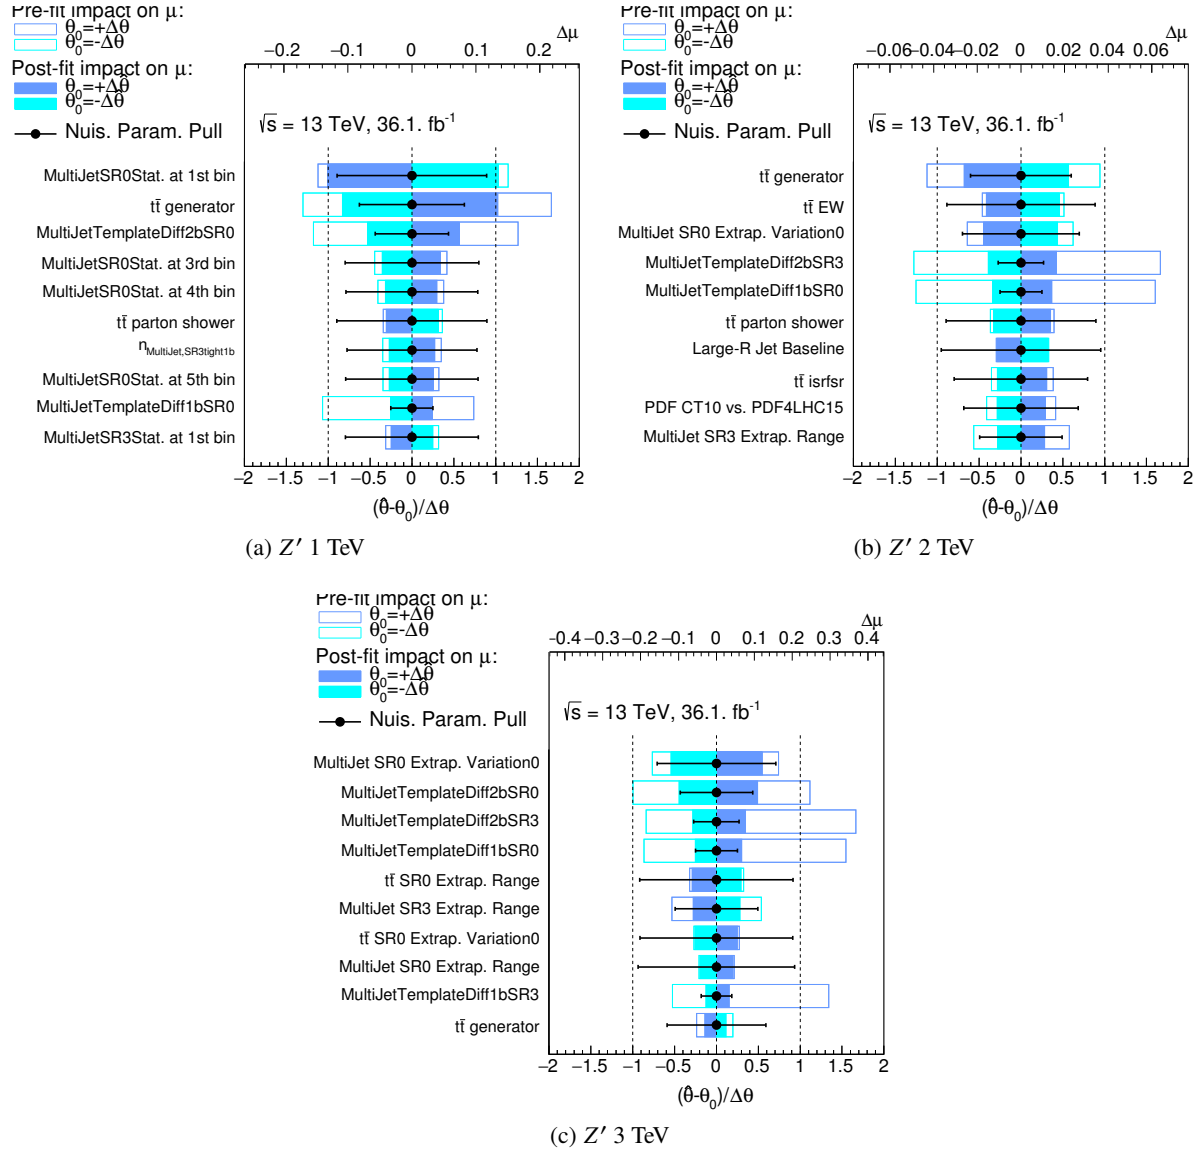 Pre-fit impact on μ:
θ₀=+Δθ
θ₀=-Δθ
Post-fit impact on μ:
θ₀=+Δθ̂
θ₀=-Δθ̂
Nuis. Param. Pull
Δμ
−0.2 −0.1 0 0.1 0.2
√s = 13 TeV, 36.1. fb⁻¹
MultiJetSR0Stat. at 1st bin
tt̄ generator
MultiJetTemplateDiff2bSR0
MultiJetSR0Stat. at 3rd bin
MultiJetSR0Stat. at 4th bin
tt̄ parton shower
n_MultiJet,SR3tight1b
MultiJetSR0Stat. at 5th bin
MultiJetTemplateDiff1bSR0
MultiJetSR3Stat. at 1st bin
−2 −1.5 −1 −0.5 0 0.5 1 1.5 2
(θ̂-θ₀)/Δθ
(a) Z′ 1 TeV
Pre-fit impact on μ:
θ₀=+Δθ
θ₀=-Δθ
Post-fit impact on μ:
θ₀=+Δθ̂
θ₀=-Δθ̂
Nuis. Param. Pull
Δμ
−0.06 −0.04 −0.02 0 0.02 0.04 0.06
√s = 13 TeV, 36.1. fb⁻¹
tt̄ generator
tt̄ EW
MultiJet SR0 Extrap. Variation0
MultiJetTemplateDiff2bSR3
MultiJetTemplateDiff1bSR0
tt̄ parton shower
Large-R Jet Baseline
tt̄ isrfsr
PDF CT10 vs. PDF4LHC15
MultiJet SR3 Extrap. Range
−2 −1.5 −1 −0.5 0 0.5 1 1.5 2
(θ̂-θ₀)/Δθ
(b) Z′ 2 TeV
Pre-fit impact on μ:
θ₀=+Δθ
θ₀=-Δθ
Post-fit impact on μ:
θ₀=+Δθ̂
θ₀=-Δθ̂
Nuis. Param. Pull
Δμ
−0.4 −0.3 −0.2 −0.1 0 0.1 0.2 0.3 0.4
√s = 13 TeV, 36.1. fb⁻¹
MultiJet SR0 Extrap. Variation0
MultiJetTemplateDiff2bSR0
MultiJetTemplateDiff2bSR3
MultiJetTemplateDiff1bSR0
tt̄ SR0 Extrap. Range
MultiJet SR3 Extrap. Range
tt̄ SR0 Extrap. Variation0
MultiJet SR0 Extrap. Range
MultiJetTemplateDiff1bSR3
tt̄ generator
−2 −1.5 −1 −0.5 0 0.5 1 1.5 2
(θ̂-θ₀)/Δθ
(c) Z′ 3 TeV